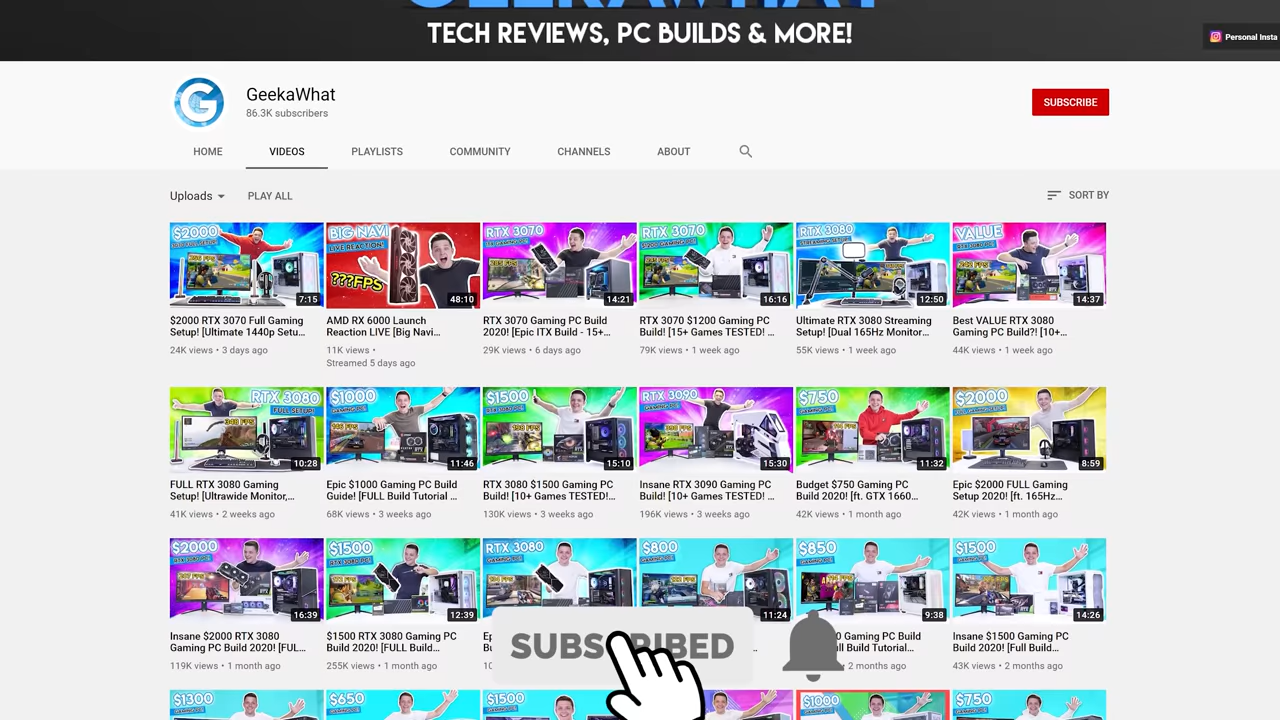 TECH REVIEWS, PC BUILDS & MORE!
Personal Insta
GeekaWhat
86.3K subscribers
SUBSCRIBE
HOME VIDEOS PLAYLISTS COMMUNITY CHANNELS ABOUT
Uploads PLAY ALL SORT BY
$2000 BIG NAVI RTX 3070 RTX 3070 RTX 3080 VALUE
LIVE REACTION!
???FPS
7:15 48:10 14:21 16:16 12:50 14:37
$2000 RTX 3070 Full Gaming
Setup! [Ultimate 1440p Setu...
24K views • 3 days ago
AMD RX 6000 Launch
Reaction LIVE [Big Navi...
11K views •
Streamed 5 days ago
RTX 3070 Gaming PC Build
2020! [Epic ITX Build - 15+...
29K views • 6 days ago
RTX 3070 $1200 Gaming PC
Build! [15+ Games TESTED! ...
79K views • 1 week ago
Ultimate RTX 3080 Streaming
Setup! [Dual 165Hz Monitor...
55K views • 1 week ago
Best VALUE RTX 3080
Gaming PC Build?! [10+...
44K views • 1 week ago
RTX 3080 $1000 $1500 RTX 3090 $750 $2000
FULL SETUP!
10:28 11:46 15:10 15:30 11:32 8:59
FULL RTX 3080 Gaming
Setup! [Ultrawide Monitor,...
41K views • 2 weeks ago
Epic $1000 Gaming PC Build
Guide! [FULL Build Tutorial ...
68K views • 3 weeks ago
RTX 3080 $1500 Gaming PC
Build! [10+ Games TESTED!...
130K views • 3 weeks ago
Insane RTX 3090 Gaming PC
Build! [10+ Games TESTED! ...
196K views • 3 weeks ago
Budget $750 Gaming PC
Build 2020! [ft. GTX 1660...
42K views • 1 month ago
Epic $2000 FULL Gaming
Setup 2020! [ft. 165Hz...
42K views • 1 month ago
$2000 $1500 RTX 3080 $800 $850 $1500
16:39 12:39 11:24 9:38 14:26
Insane $2000 RTX 3080
Gaming PC Build 2020! [FUL...
119K views • 1 month ago
$1500 RTX 3080 Gaming PC
Build 2020! [FULL Build...
255K views • 1 month ago
Gaming PC Build
Build Tutorial...
2 months ago
Insane $1500 Gaming PC
Build 2020! [Full Build...
43K views • 2 months ago
SUBSCRIBED
$1300 $650 $1500 $1000 $750